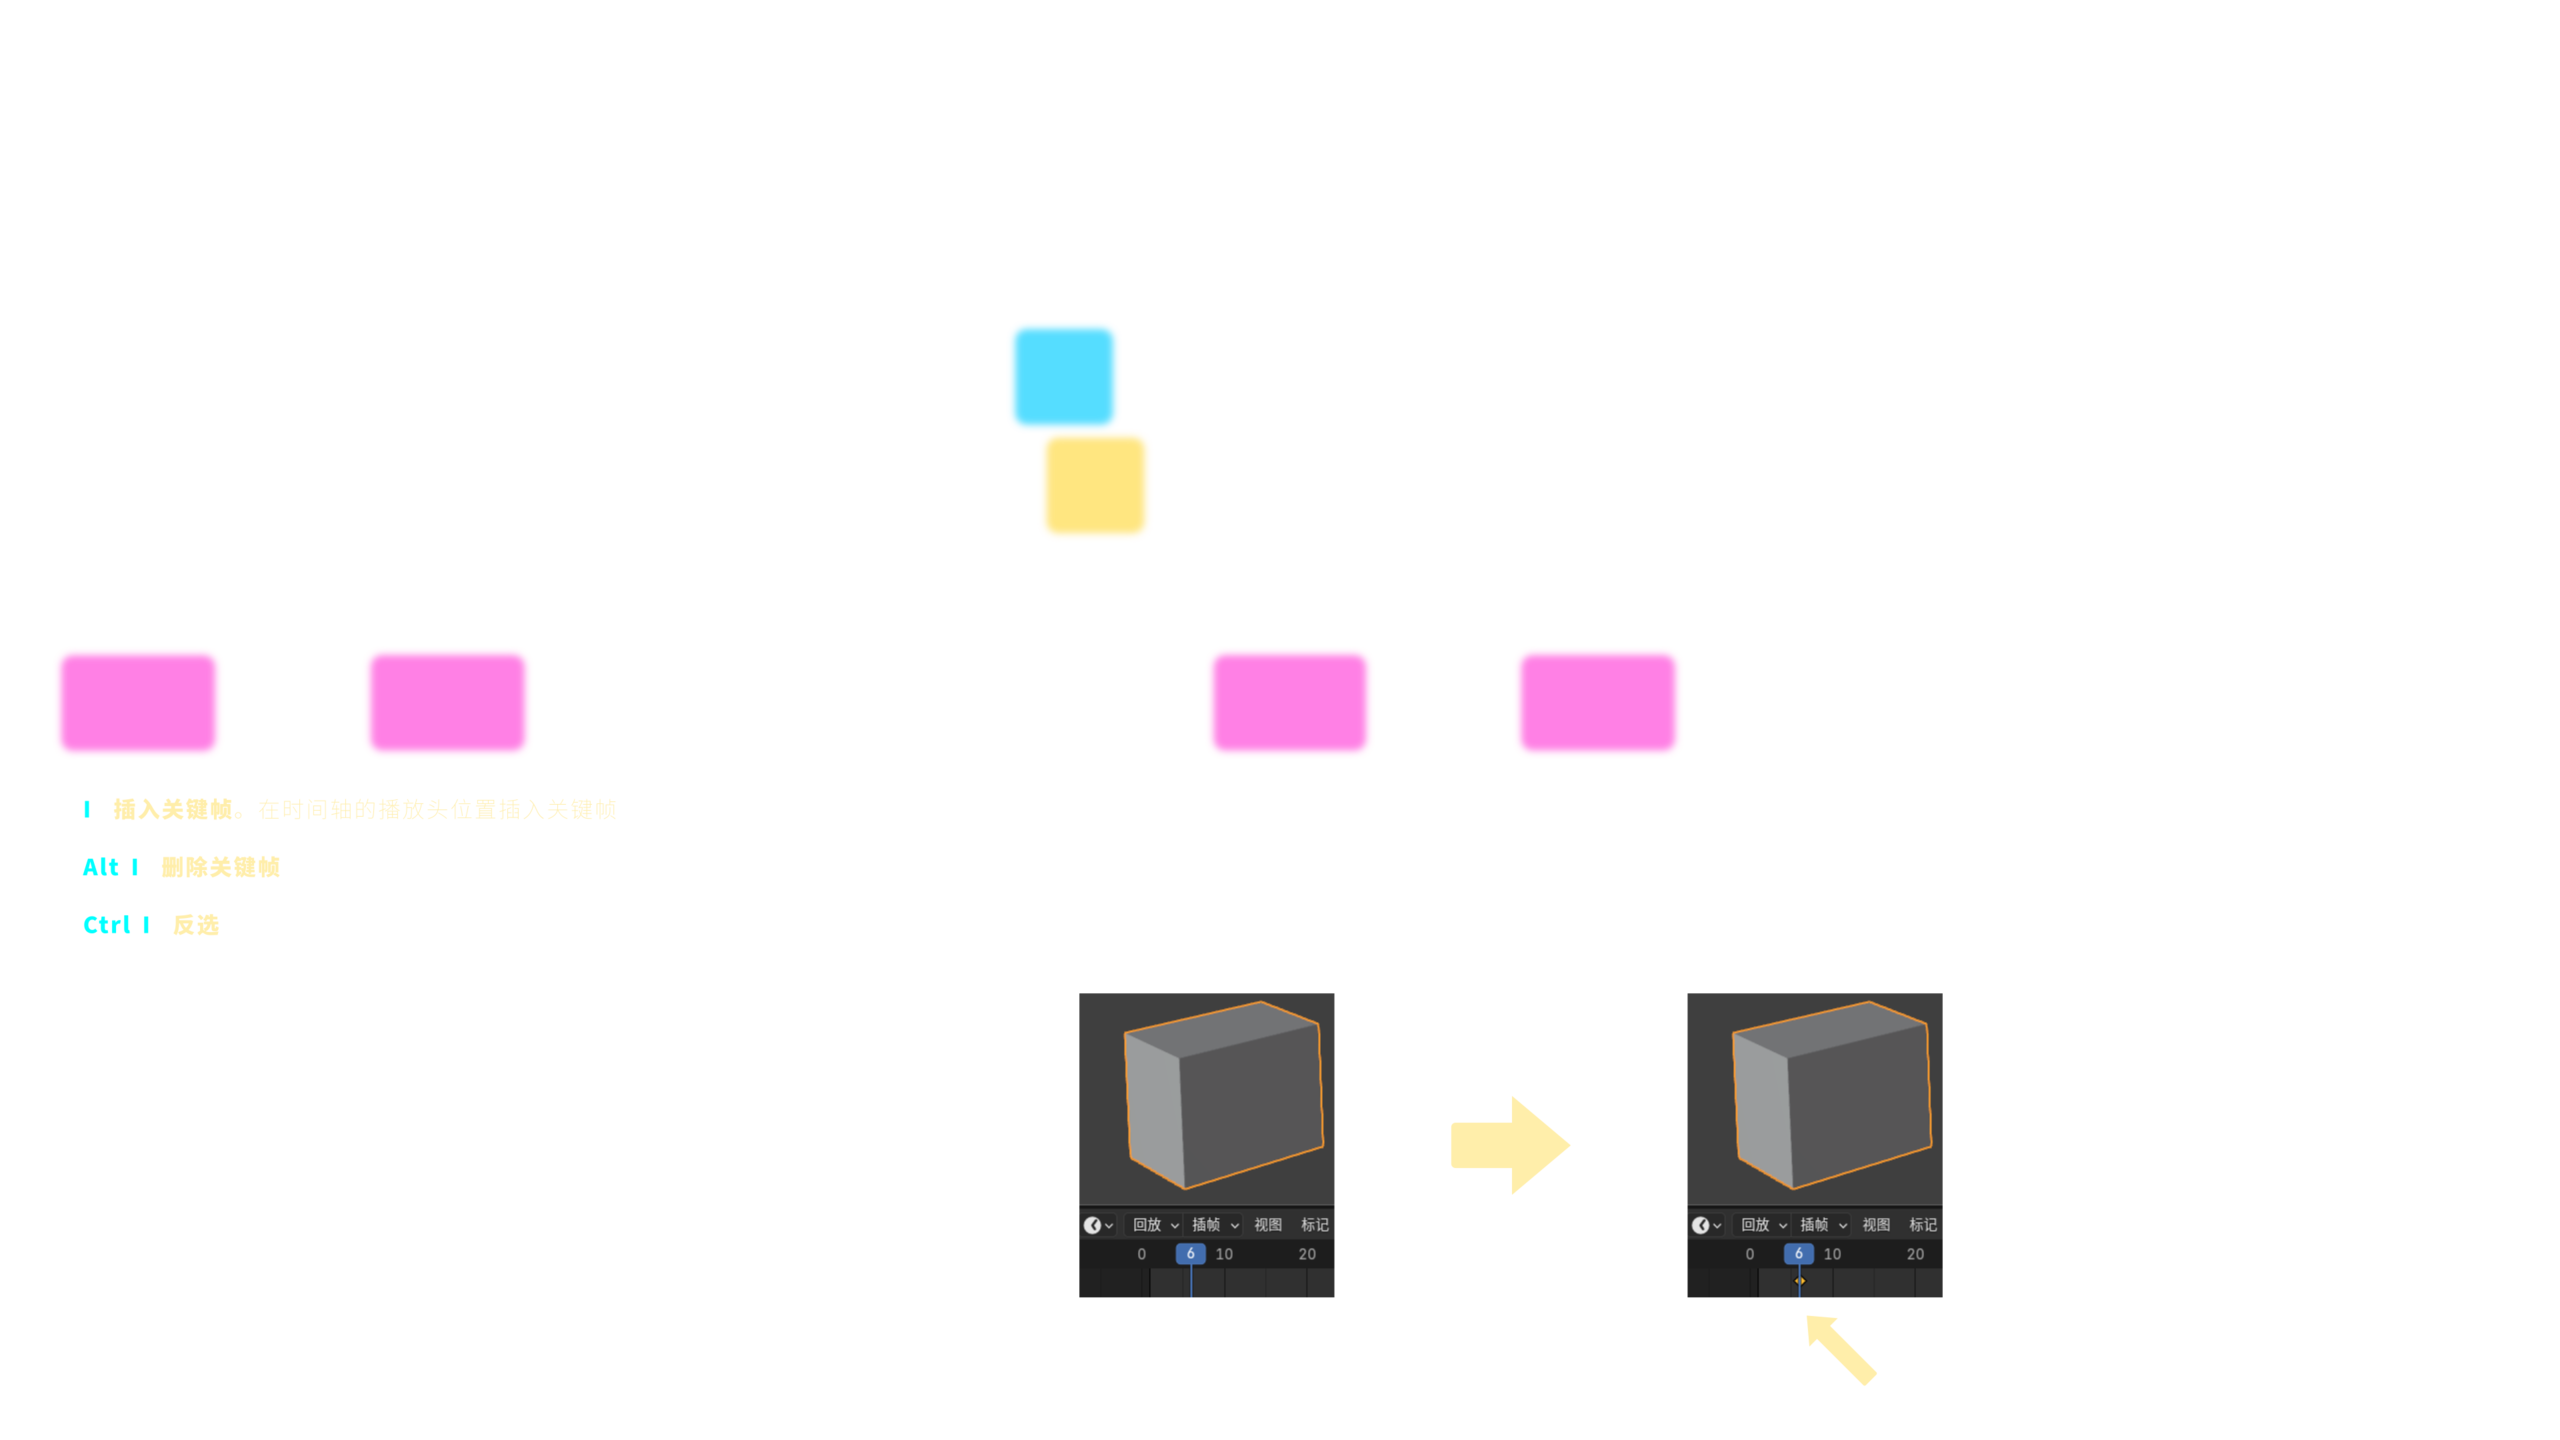 I 插入关键帧。在时间轴的播放头位置插入关键帧
Alt I 删除关键帧
Ctrl I 反选
回放 插帧 视图 标记
0 6 10 20
回放 插帧 视图 标记
0 6 10 20